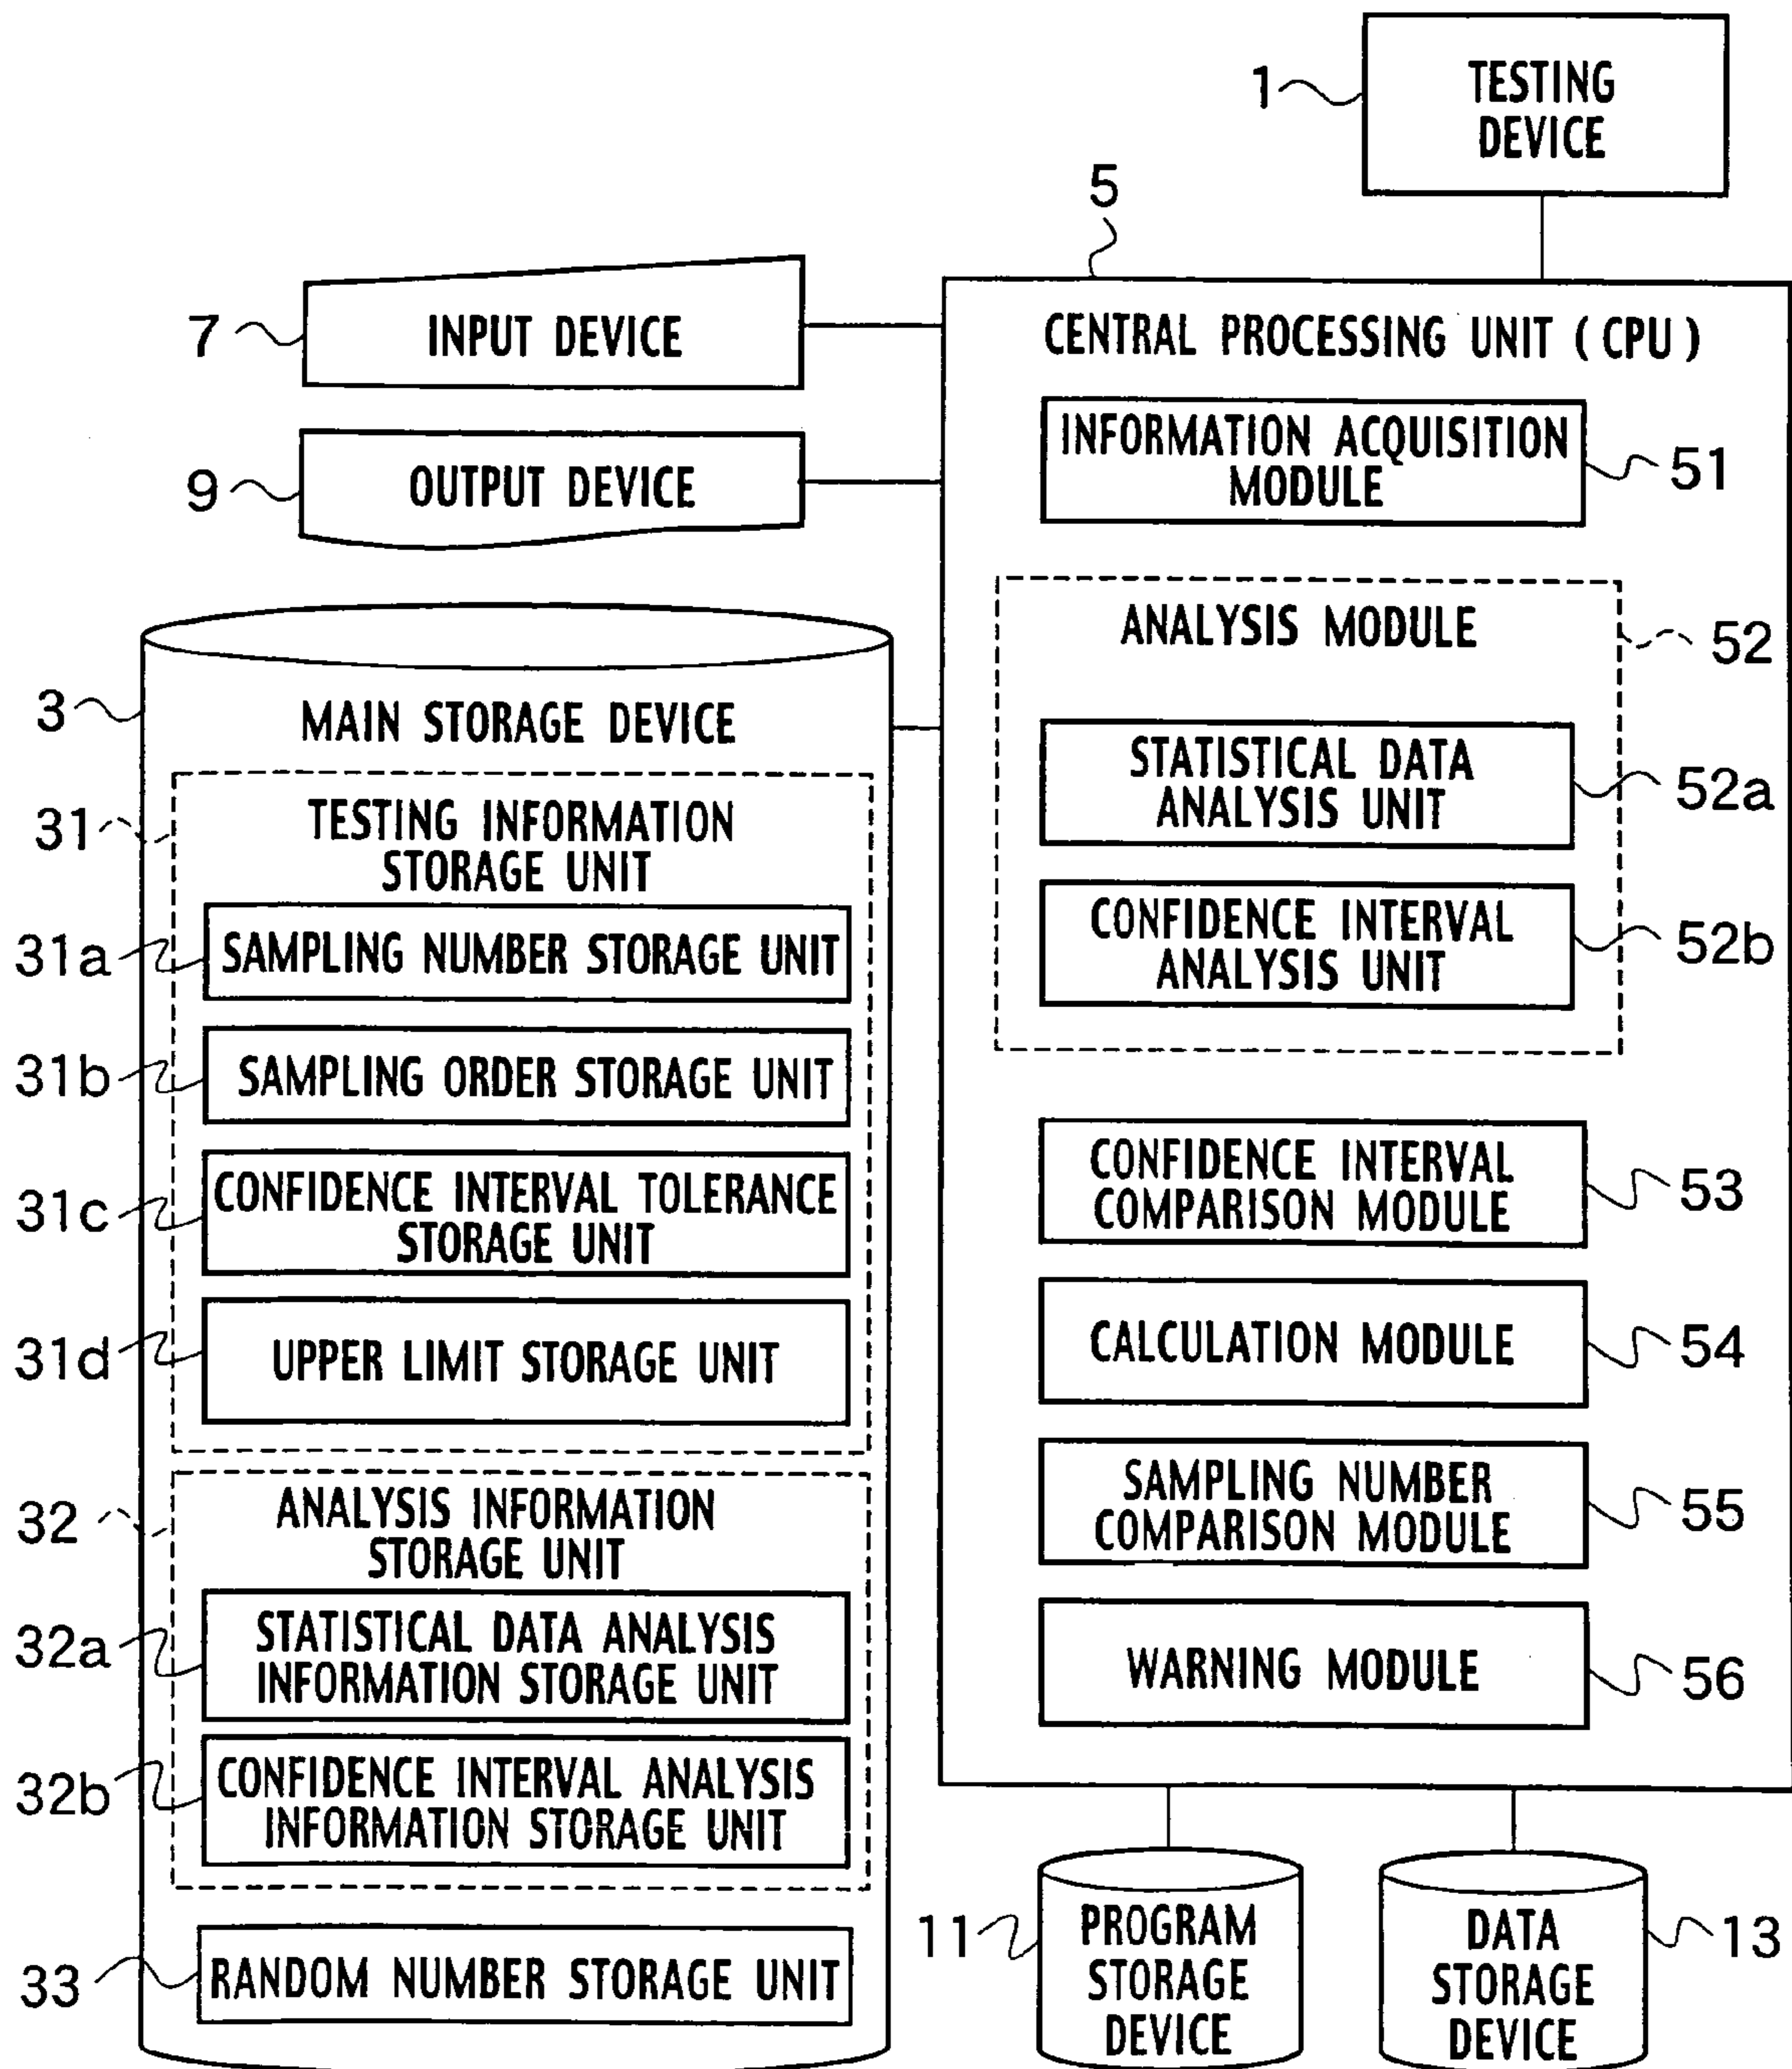 1
TESTING
DEVICE
5
7
INPUT DEVICE
9
OUTPUT DEVICE
3
MAIN STORAGE DEVICE
31
TESTING INFORMATION
STORAGE UNIT
31a
SAMPLING NUMBER STORAGE UNIT
31b
SAMPLING ORDER STORAGE UNIT
31c
CONFIDENCE INTERVAL TOLERANCE
STORAGE UNIT
31d
UPPER LIMIT STORAGE UNIT
32
ANALYSIS INFORMATION
STORAGE UNIT
32a
STATISTICAL DATA ANALYSIS
INFORMATION STORAGE UNIT
32b
CONFIDENCE INTERVAL ANALYSIS
INFORMATION STORAGE UNIT
33
RANDOM NUMBER STORAGE UNIT
CENTRAL PROCESSING UNIT (CPU)
INFORMATION ACQUISITION
MODULE
51
ANALYSIS MODULE
52
STATISTICAL DATA
ANALYSIS UNIT
52a
CONFIDENCE INTERVAL
ANALYSIS UNIT
52b
CONFIDENCE INTERVAL
COMPARISON MODULE
53
CALCULATION MODULE
54
SAMPLING NUMBER
COMPARISON MODULE
55
WARNING MODULE
56
11
PROGRAM
STORAGE
DEVICE
DATA
STORAGE
DEVICE
13